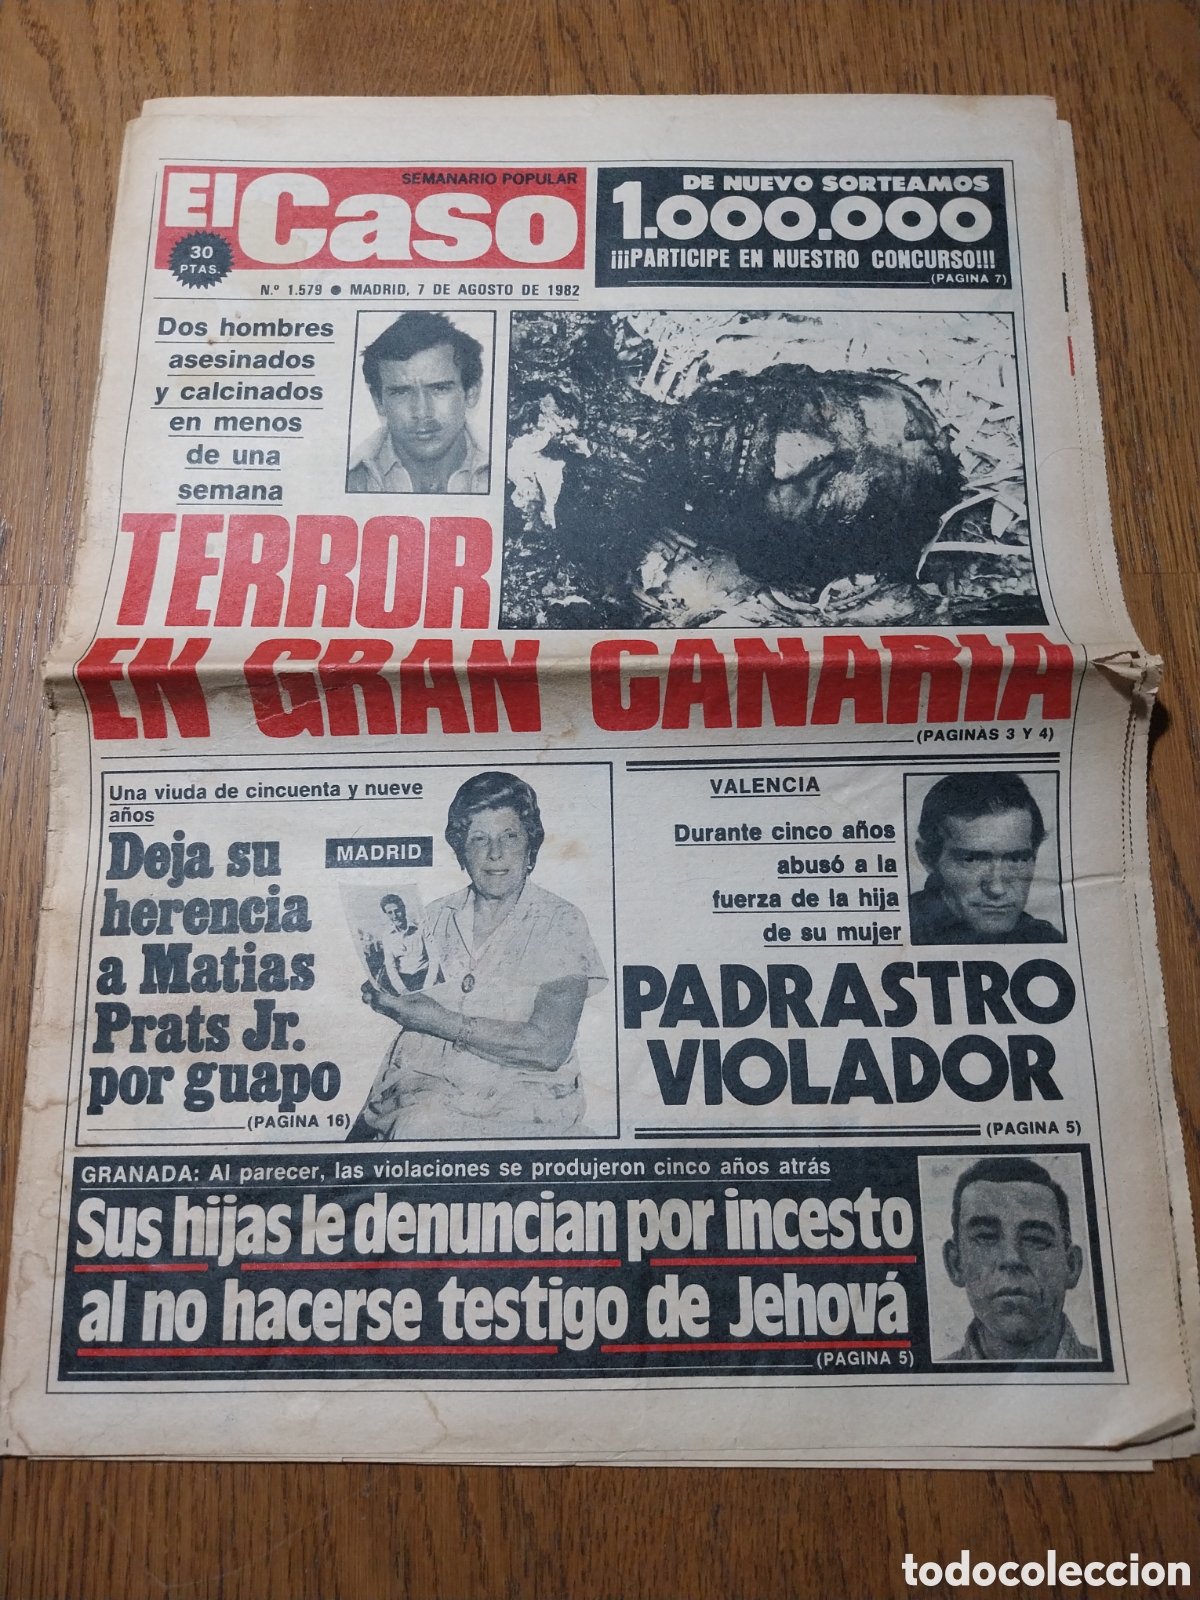 El Caso
SEMANARIO POPULAR
30
PTAS.
N.º 1.579 ● MADRID, 7 DE AGOSTO DE 1982
DE NUEVO SORTEAMOS
1.000.000
¡¡¡PARTICIPE EN NUESTRO CONCURSO!!!
(PAGINA 7)
Dos hombres
asesinados
y calcinados
en menos
de una
semana
TERROR
EN GRAN CANARIA
(PAGINAS 3 Y 4)
Una viuda de cincuenta y nueve
años
Deja su
herencia
a Matias
Prats Jr.
por guapo
MADRID
(PAGINA 16)
VALENCIA
Durante cinco años
abusó a la
fuerza de la hija
de su mujer
PADRASTRO
VIOLADOR
(PAGINA 5)
GRANADA: Al parecer, las violaciones se produjeron cinco años atrás
Sus hijas le denuncian por incesto
al no hacerse testigo de Jehová
(PAGINA 5)
todocoleccion